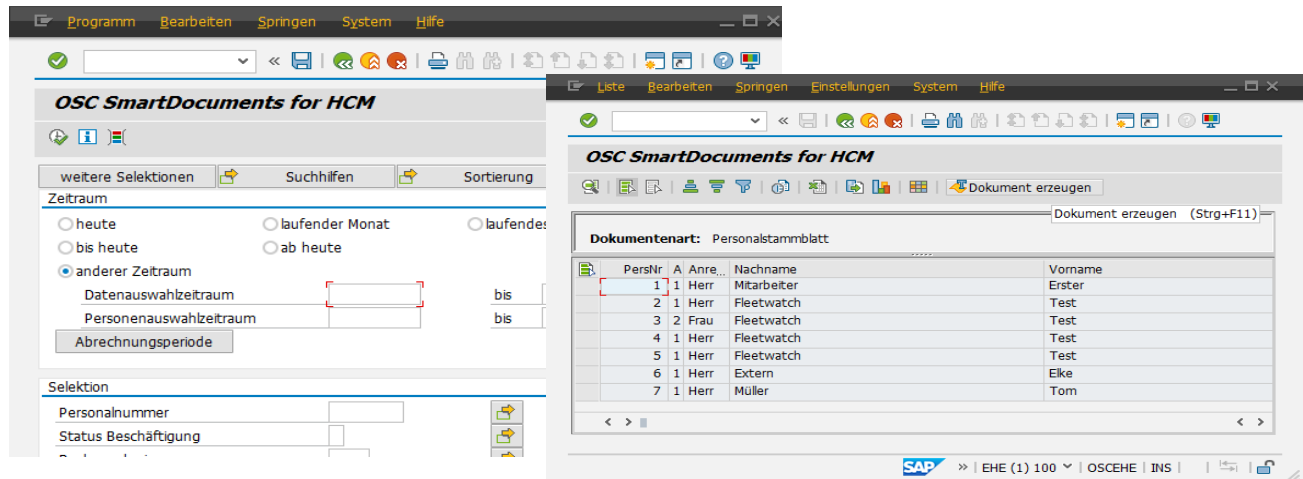 Programm Bearbeiten Springen System Hilfe
OSC SmartDocuments for HCM
weitere Selektionen Suchhilfen Sortierung
Zeitraum
heute laufender Monat laufendes
bis heute ab heute
anderer Zeitraum
Datenauswahlzeitraum bis
Personenauswahlzeitraum bis
Abrechnungsperiode
Selektion
Personalnummer
Status Beschäftigung
Liste Bearbeiten Springen Einstellungen System Hilfe
OSC SmartDocuments for HCM
Dokument erzeugen
Dokument erzeugen (Strg+F11)
Dokumentenart: Personalstammblatt
PersNr A Anre... Nachname Vorname
1 1 Herr Mitarbeiter Erster
2 1 Herr Fleetwatch Test
3 2 Frau Fleetwatch Test
4 1 Herr Fleetwatch Test
5 1 Herr Fleetwatch Test
6 1 Herr Extern Elke
7 1 Herr Müller Tom
SAP EHE (1) 100 OSCEHE INS